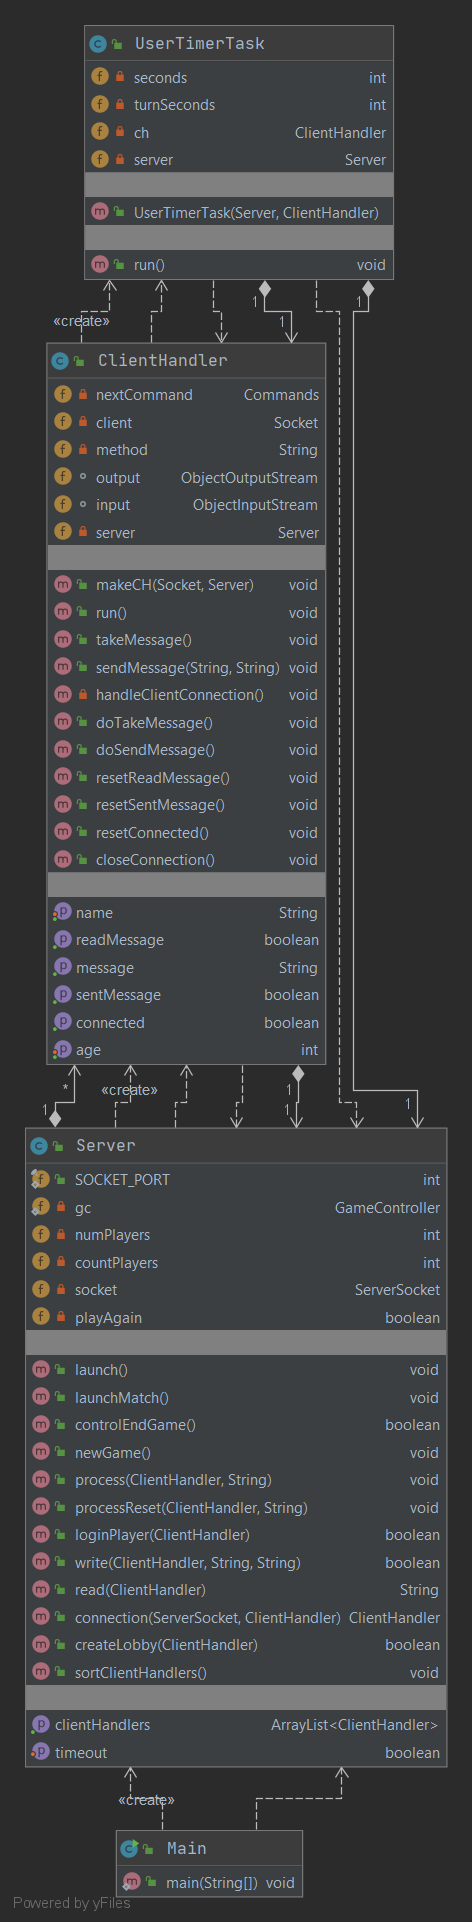 UserTimerTask
seconds int
turnSeconds int
ch ClientHandler
server Server
UserTimerTask(Server, ClientHandler)
run() void
1 1
«create» 1
ClientHandler
nextCommand Commands
client Socket
method String
output ObjectOutputStream
input ObjectInputStream
server Server
makeCH(Socket, Server) void
run() void
takeMessage() void
sendMessage(String, String) void
handleClientConnection() void
doTakeMessage() void
doSendMessage() void
resetReadMessage() void
resetSentMessage() void
resetConnected() void
closeConnection() void
name String
readMessage boolean
message String
sentMessage boolean
connected boolean
age int
* «create» 1
1 1 1
Server
SOCKET_PORT int
gc GameController
numPlayers int
countPlayers int
socket ServerSocket
playAgain boolean
launch() void
launchMatch() void
controlEndGame() boolean
newGame() void
process(ClientHandler, String) void
processReset(ClientHandler, String) void
loginPlayer(ClientHandler) boolean
write(ClientHandler, String, String) boolean
read(ClientHandler) String
connection(ServerSocket, ClientHandler) ClientHandler
createLobby(ClientHandler) boolean
sortClientHandlers() void
clientHandlers ArrayList<ClientHandler>
timeout boolean
«create»
Main
main(String[]) void
Powered by yFiles